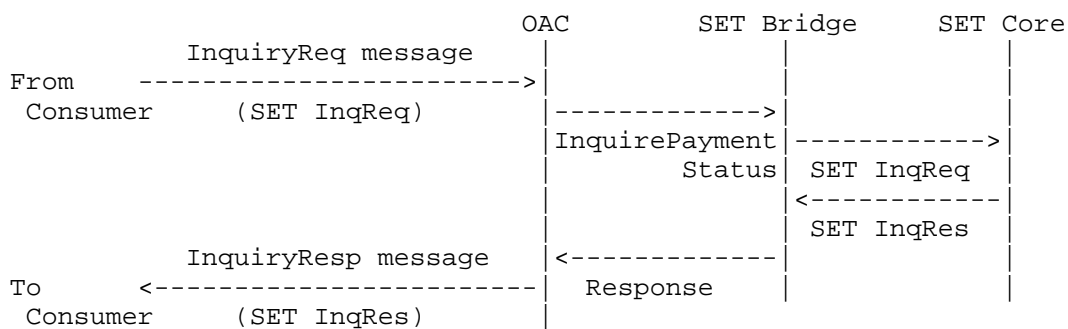 OAC SET Bridge SET Core
InquiryReq message
From
Consumer (SET InqReq)
InquirePayment
Status SET InqReq
SET InqRes
InquiryResp message
To Response
Consumer (SET InqRes)